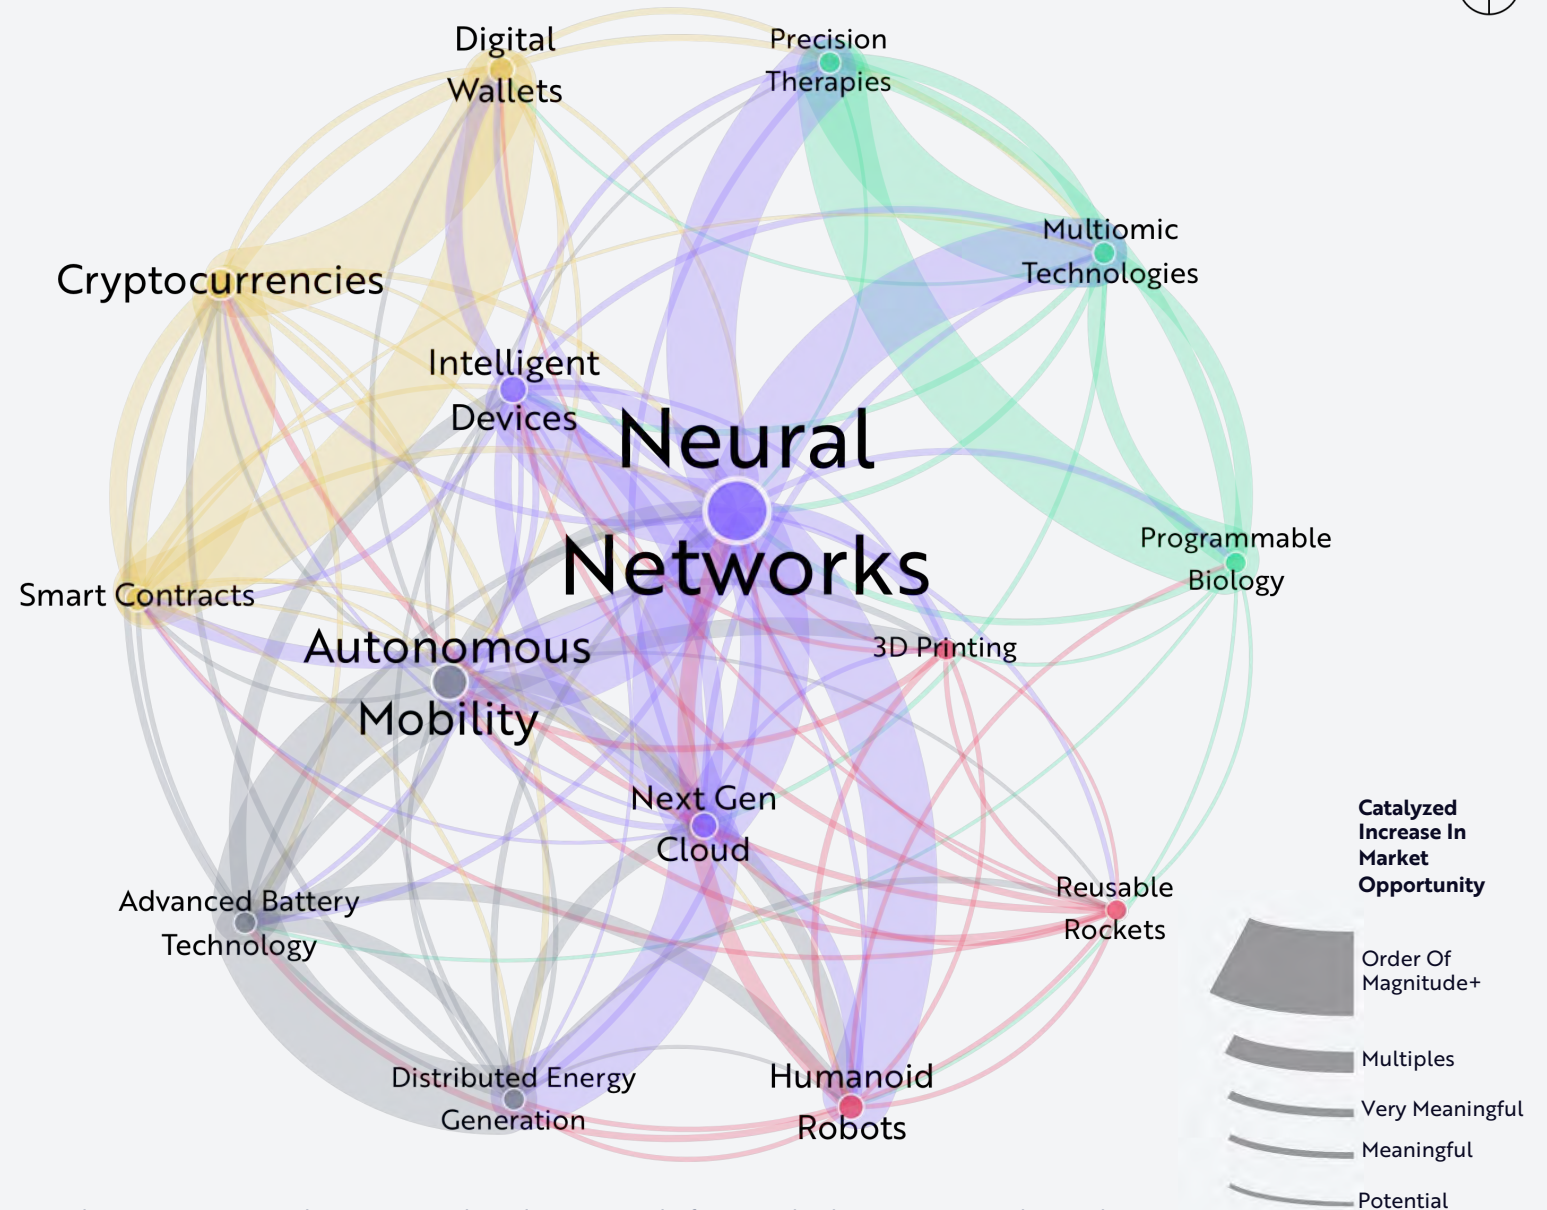 Digital
Wallets
Precision
Therapies
Multiomic
Technologies
Cryptocurrencies
Intelligent
Devices
Neural
Networks
Programmable
Biology
Smart Contracts
Autonomous
Mobility
3D Printing
Next Gen
Cloud
Catalyzed
Increase In
Market
Opportunity
Advanced Battery
Technology
Reusable
Rockets
Order Of
Magnitude+
Multiples
Distributed Energy
Generation
Humanoid
Robots
Very Meaningful
Meaningful
Potential